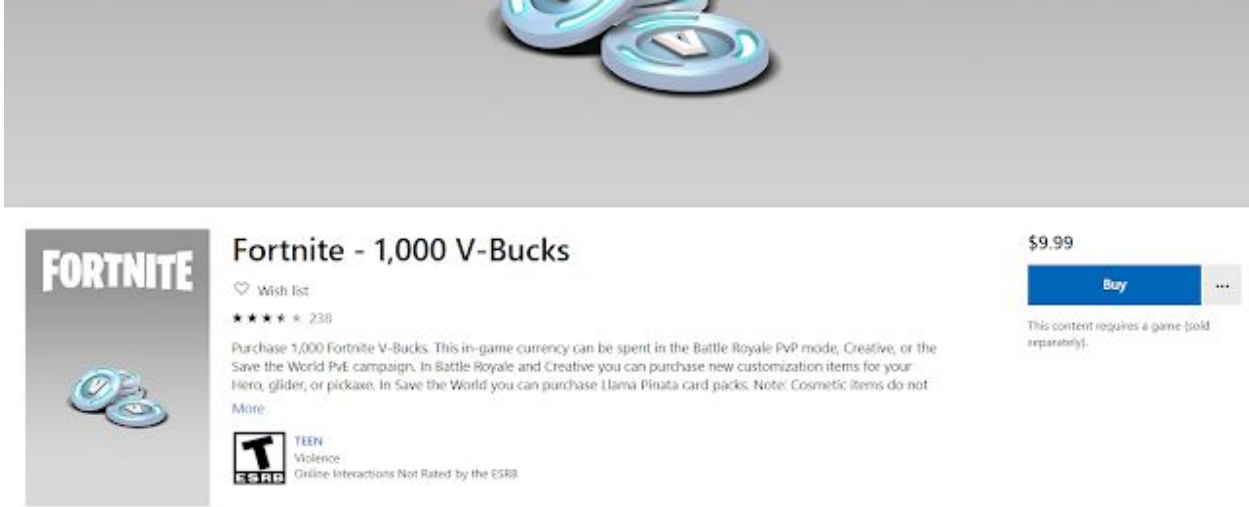 FORTNITE
Fortnite - 1,000 V-Bucks
Wish list
238
Purchase 1,000 Fortnite V-Bucks. This in-game currency can be spent in the Battle Royale PvP mode, Creative, or the
Save the World PvE campaign. In Battle Royale and Creative you can purchase new customization items for your
Hero, glider, or pickaxe. In Save the World you can purchase Llama Pinata card packs. Note: Cosmetic items do not
More
T
ESRB
TEEN
Violence
Online Interactions Not Rated by the ESRB
$9.99
Buy
...
This content requires a game (sold
separately).